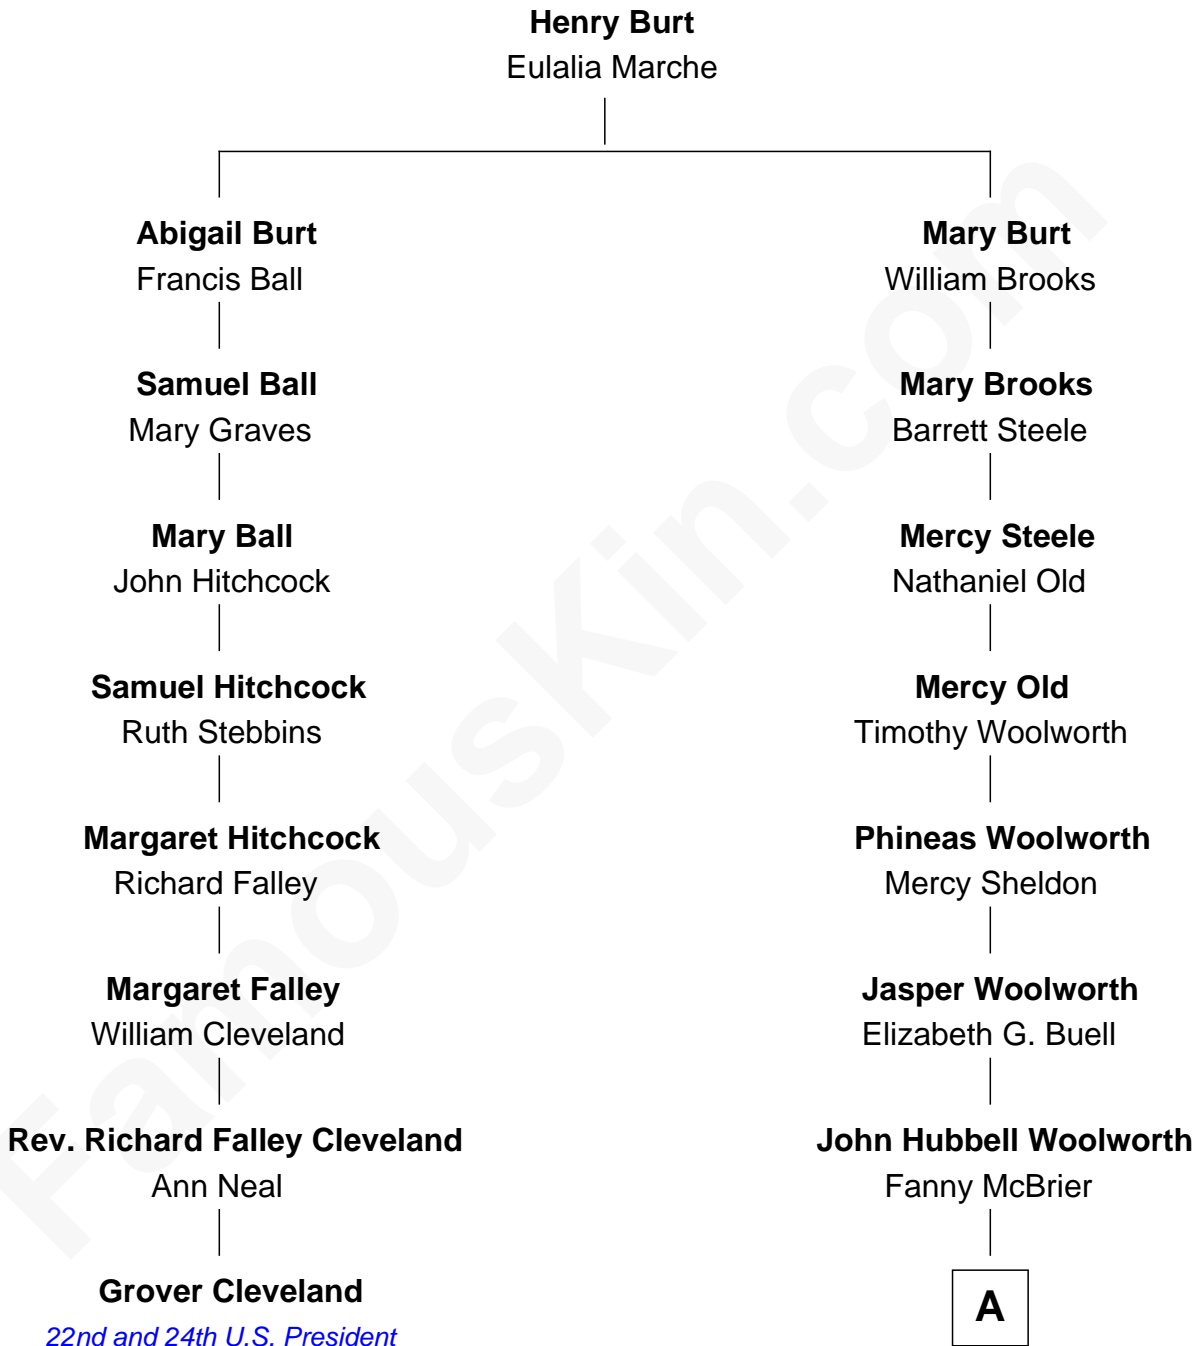 Henry Burt
Eulalia Marche
Abigail Burt
Francis Ball
Mary Burt
William Brooks
Samuel Ball
Mary Graves
Mary Brooks
Barrett Steele
Mary Ball
John Hitchcock
Mercy Steele
Nathaniel Old
Samuel Hitchcock
Ruth Stebbins
Mercy Old
Timothy Woolworth
Margaret Hitchcock
Richard Falley
Phineas Woolworth
Mercy Sheldon
Margaret Falley
William Cleveland
Jasper Woolworth
Elizabeth G. Buell
Rev. Richard Falley Cleveland
Ann Neal
John Hubbell Woolworth
Fanny McBrier
Grover Cleveland
22nd and 24th U.S. President
A
FamousKin.com